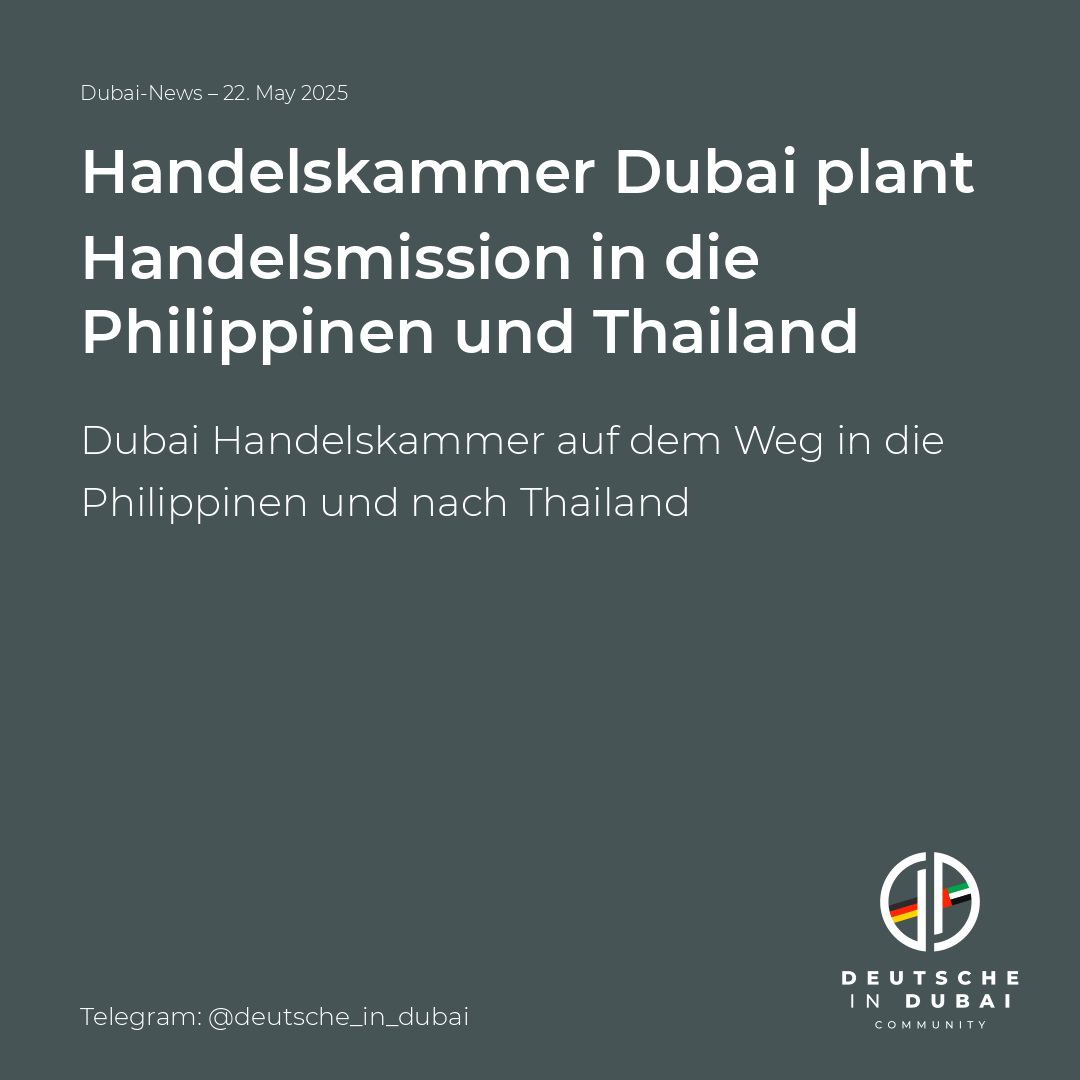 Dubai-News – 22. May 2025
Handelskammer Dubai plant
Handelsmission in die
Philippinen und Thailand
Dubai Handelskammer auf dem Weg in die
Philippinen und nach Thailand
DEUTSCHE
IN DUBAI
COMMUNITY
Telegram: @deutsche_in_dubai